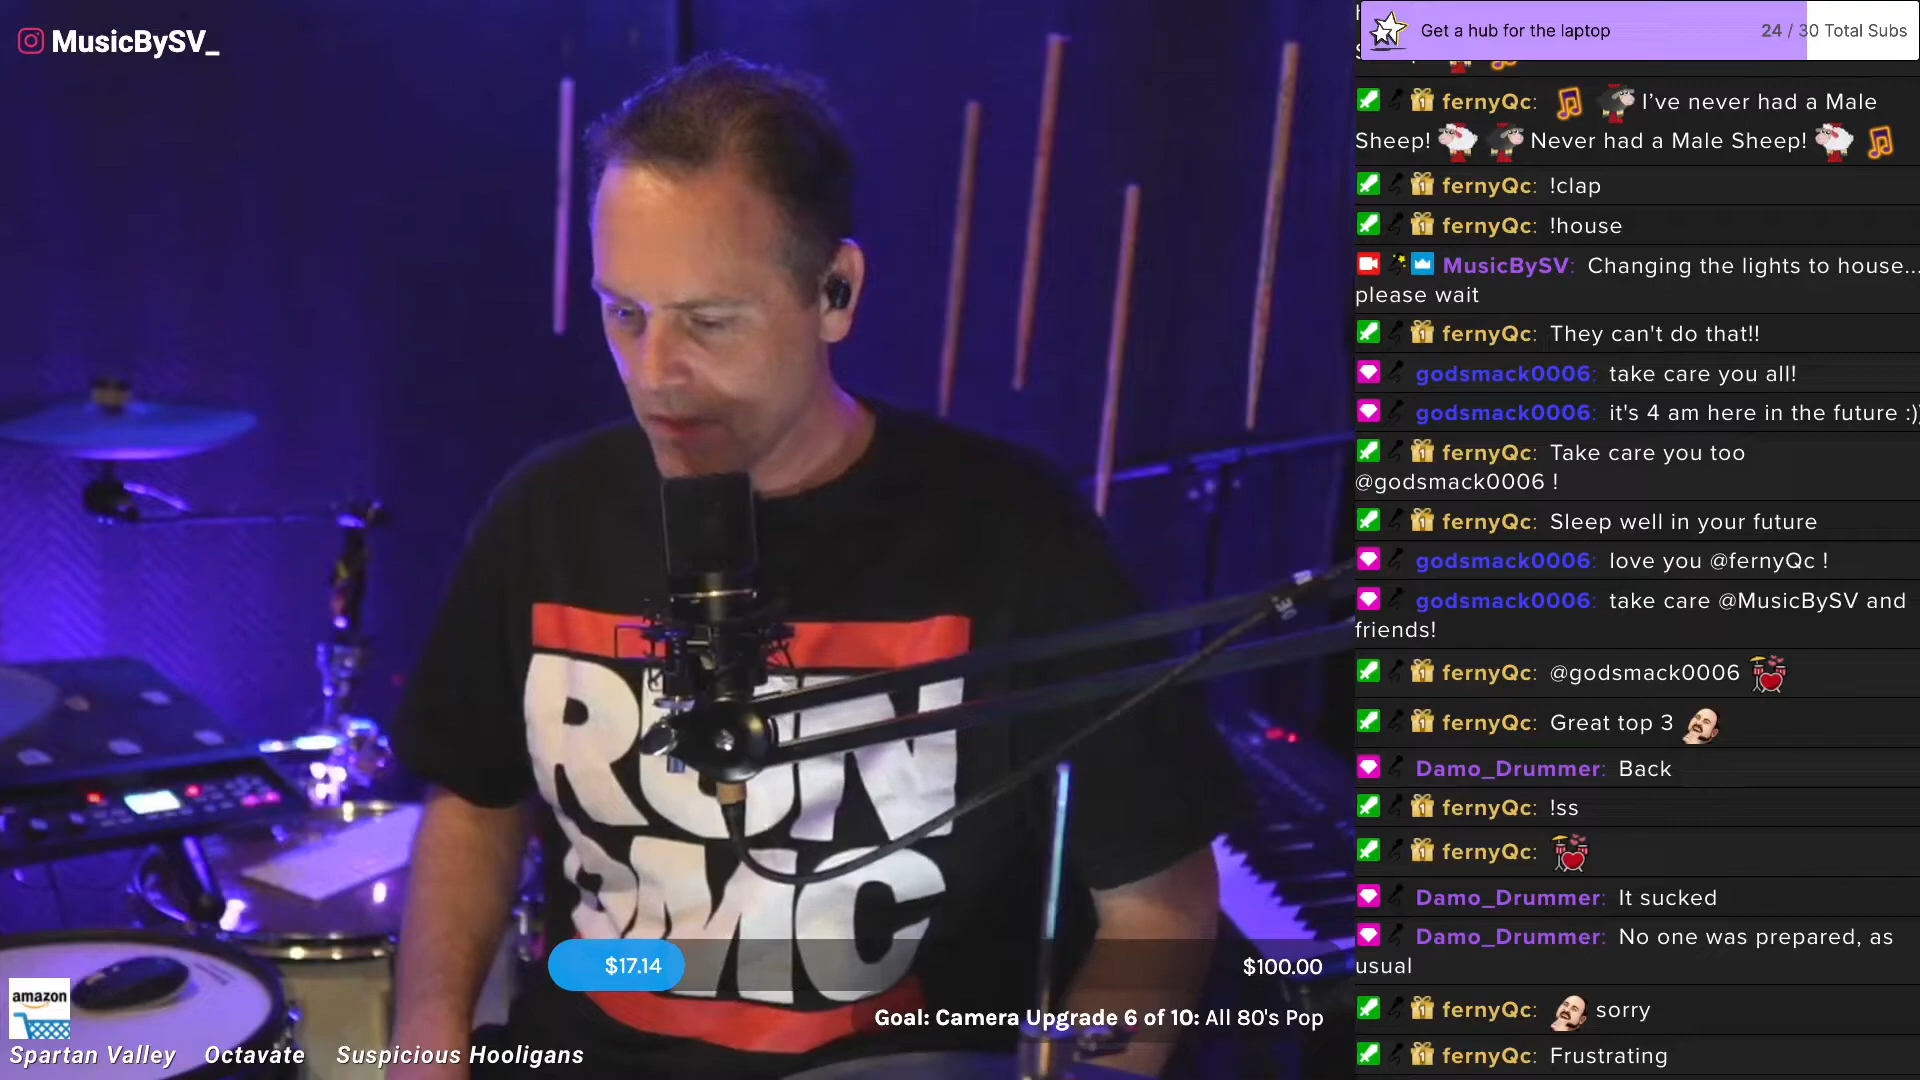 MusicBySV_
Get a hub for the laptop
24 / 30 Total Subs
fernyQc: I've never had a Male
Sheep! Never had a Male Sheep!
fernyQc: !clap
fernyQc: !house
MusicBySV: Changing the lights to house...
please wait
fernyQc: They can't do that!!
godsmack0006: take care you all!
godsmack0006: it's 4 am here in the future :))
fernyQc: Take care you too
@godsmack0006 !
fernyQc: Sleep well in your future
godsmack0006: love you @fernyQc !
godsmack0006: take care @MusicBySV and
friends!
fernyQc: @godsmack0006
fernyQc: Great top 3
Damo_Drummer: Back
fernyQc: !ss
fernyQc:
Damo_Drummer: It sucked
Damo_Drummer: No one was prepared, as
usual
fernyQc: sorry
fernyQc: Frustrating
RUN
DMC
$17.14
$100.00
Goal: Camera Upgrade 6 of 10: All 80's Pop
amazon
Spartan Valley Octavate Suspicious Hooligans